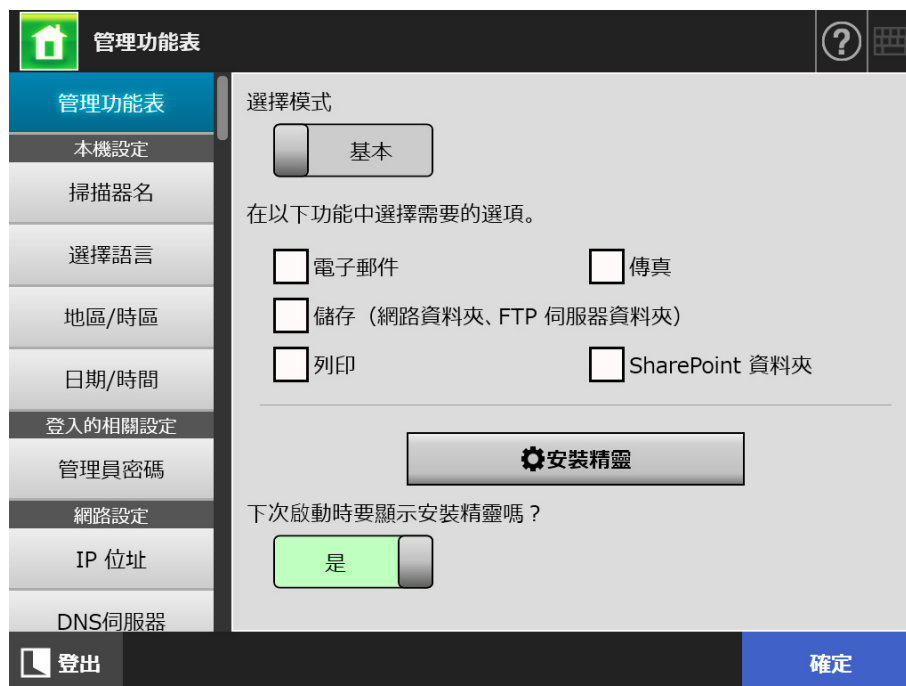 管理功能表
?
管理功能表
本機設定
掃描器名
選擇語言
地區/時區
日期/時間
登入的相關設定
管理員密碼
網路設定
IP 位址
DNS伺服器
選擇模式
基本
在以下功能中選擇需要的選項。
電子郵件 傳真
儲存（網路資料夾、FTP 伺服器資料夾）
列印 SharePoint 資料夾
安裝精靈
下次啟動時要顯示安裝精靈嗎？
是
登出
確定